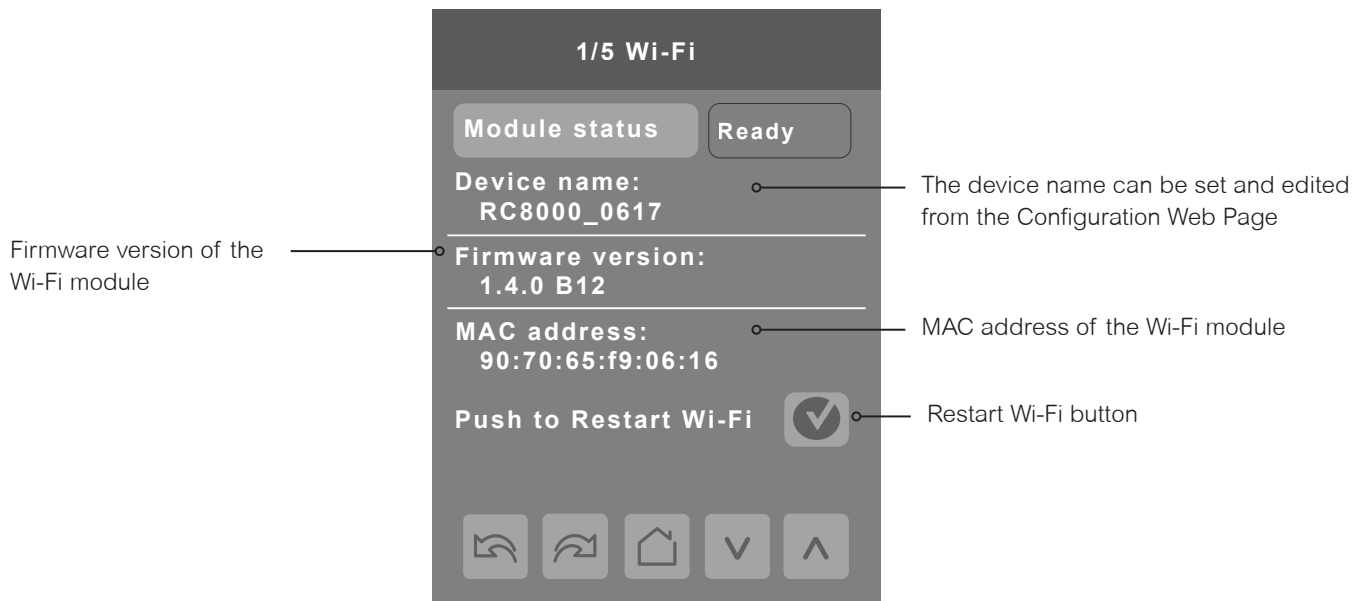 1/5 Wi-Fi
Module status
Ready
Device name:
RC8000_0617
The device name can be set and edited
from the Configuration Web Page
Firmware version of the
Wi-Fi module
Firmware version:
1.4.0 B12
MAC address:
90:70:65:f9:06:16
MAC address of the Wi-Fi module
Push to Restart Wi-Fi
Restart Wi-Fi button